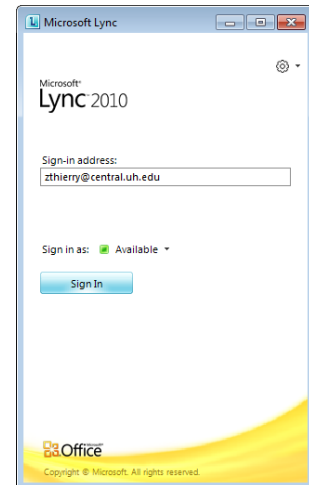 Microsoft Lync
Microsoft®
Lync™ 2010
Sign-in address:
zthierry@central.uh.edu
Sign in as: Available
Sign In
Office
Copyright © Microsoft. All rights reserved.